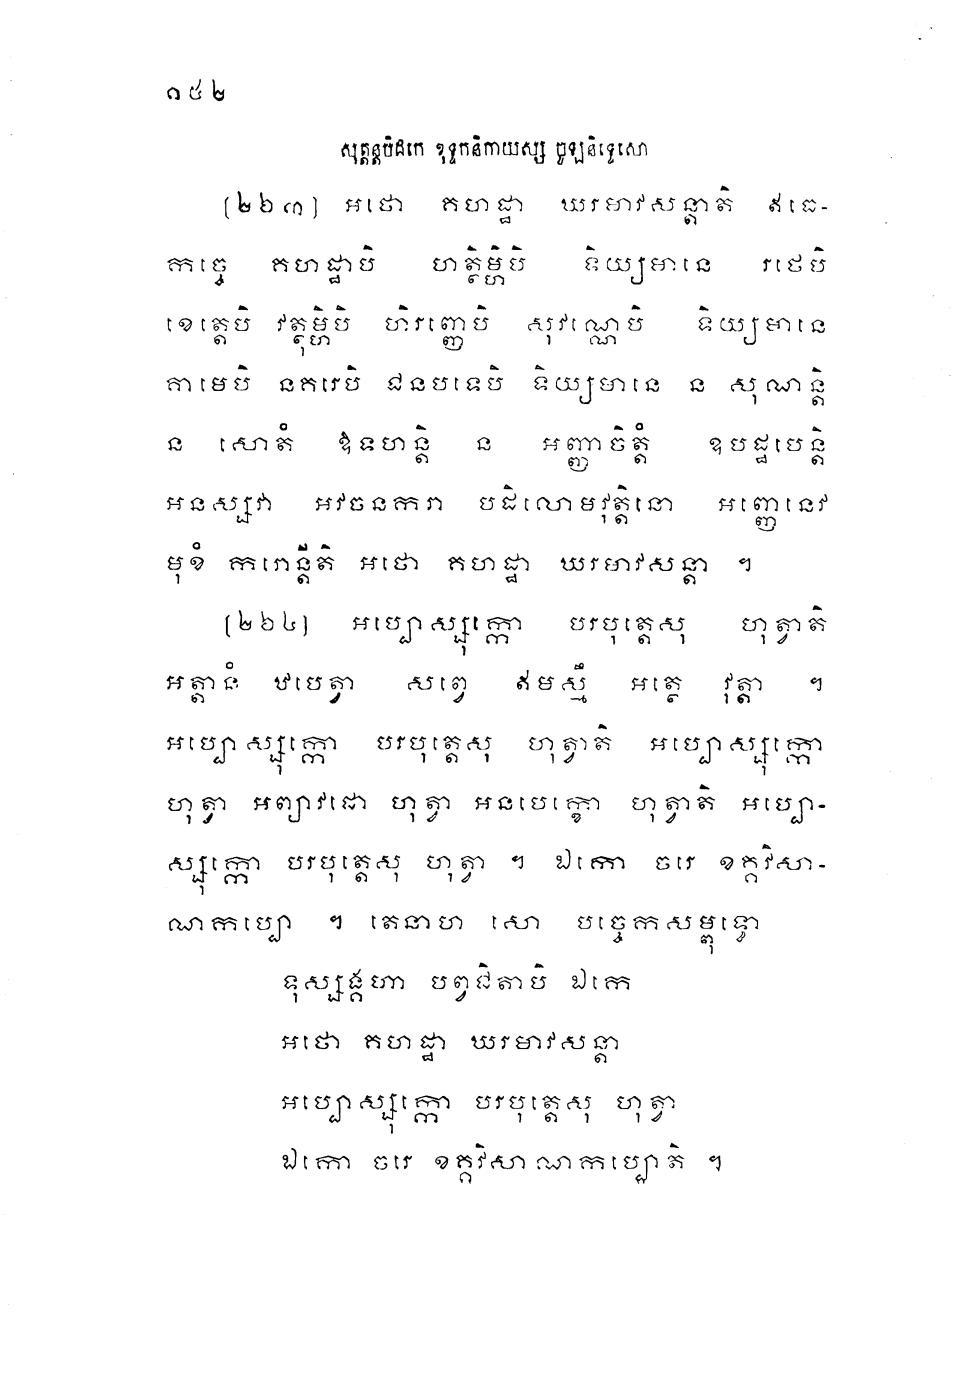 ១៥២
សុត្តន្តបិដកេ ខុទ្ទកនិកាយស្ស ចូឡនិទ្ទេសោ
[២៦៣] អថោ គហដ្ឋា ឃរមាវសន្តាតិ ឥធេ-
កច្ចេ គហដ្ឋាបិ ហត្ថិម្ហិបិ ទិយ្យមានេ រថេបិ
ខេត្តេបិ វត្ថុម្ហិបិ ហិរញ្ញេបិ សុវណ្ណេបិ ទិយ្យមានេ
គាមេបិ នគរេបិ ជនបទេបិ ទិយ្យមានេ ន សុណន្តិ
ន សោតំ ឱទហន្តិ ន អញ្ញាចិត្តំ ឧបដ្ឋបេន្តិ
អនស្សវា អវចនករា បដិលោមវុត្តិនោ អញ្ញេនេវ
មុខំ ករោន្តីតិ អថោ គហដ្ឋា ឃរមាវសន្តា ។
[២៦៤] អប្បោស្សុក្កោ បរបុត្តេសុ ហុត្វាតិ
អត្តានំ ឋបេត្វា សព្វេ ឥមស្មឹ អត្ថេ វុត្តា ។
អប្បោស្សុក្កោ បរបុត្តេសុ ហុត្វាតិ អប្បោស្សុក្កោ
ហុត្វា អព្យាវដោ ហុត្វា អនបេក្ខោ ហុត្វាតិ អប្បោ-
ស្សុក្កោ បរបុត្តេសុ ហុត្វា ។ ឯកោ ចរេ ខគ្គវិសា-
ណកប្បោ ។ តេនាហ សោ បច្ចេកសម្ពុទ្ធោ
ទុស្សង្គហា បព្វជិតាបិ ឯកេ
អថោ គហដ្ឋា ឃរមាវសន្តា
អប្បោស្សុក្កោ បរបុត្តេសុ ហុត្វា
ឯកោ ចរេ ខគ្គវិសាណកប្បោតិ ។